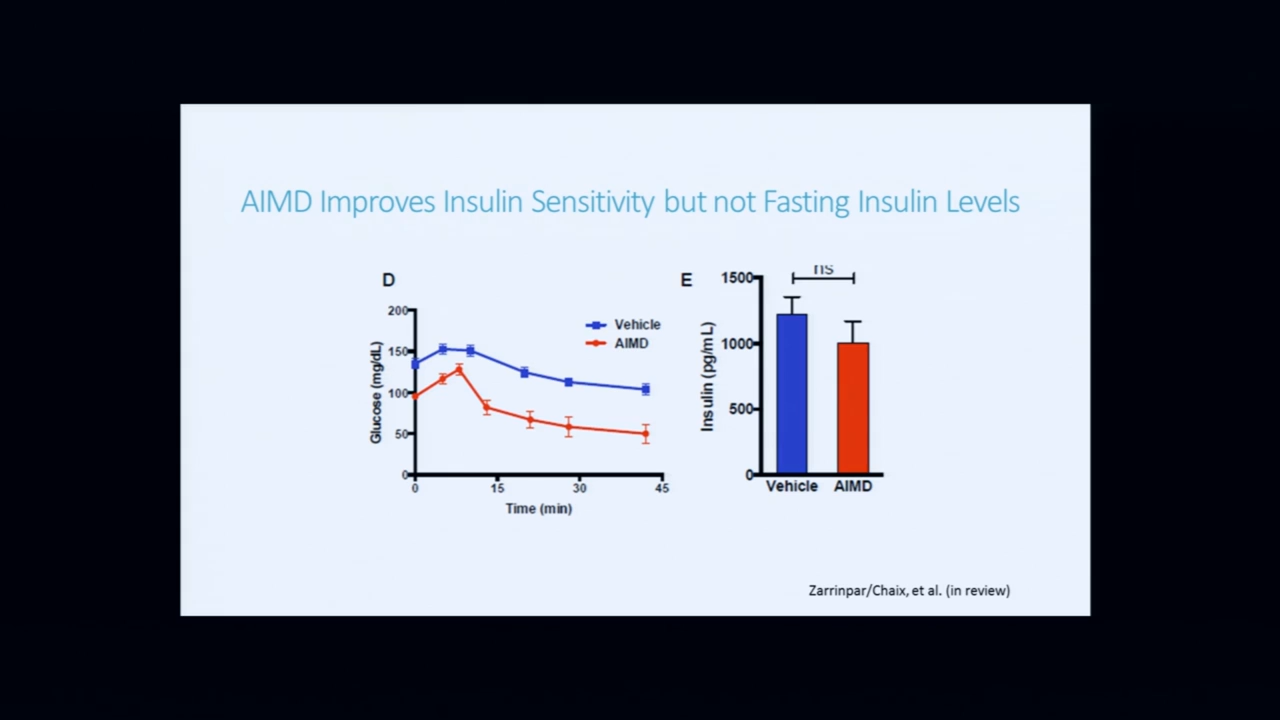 AIMD Improves Insulin Sensitivity but not Fasting Insulin Levels
D
200
150
100
50
0
Glucose (mg/dL)
Vehicle
AIMD
0 15 30 45
Time (min)
E
ns
1500
1000
500
0
Insulin (pg/mL)
Vehicle AIMD
Zarrinpar/Chaix, et al. (in review)